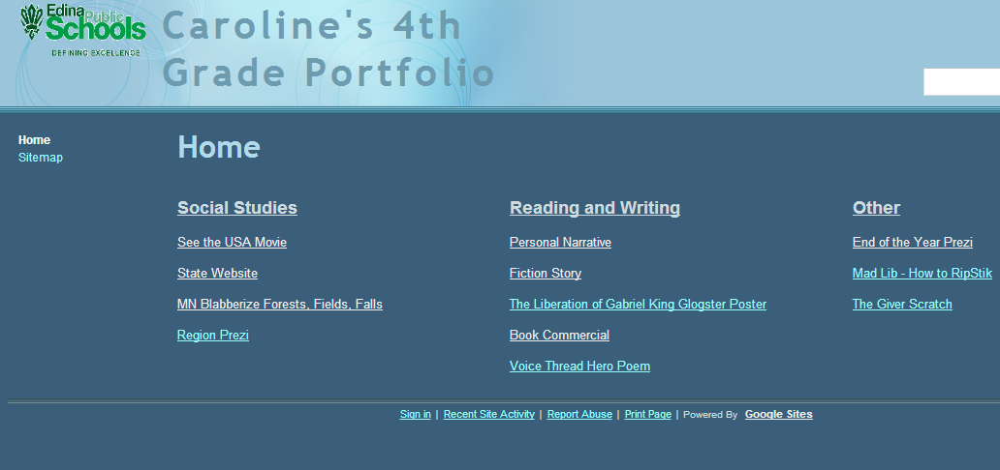 Edina Public
Schools
DEFINING EXCELLENCE
Caroline's 4th
Grade Portfolio
Home
Sitemap
Home
Social Studies
See the USA Movie
State Website
MN Blabberize Forests, Fields, Falls
Region Prezi
Reading and Writing
Personal Narrative
Fiction Story
The Liberation of Gabriel King Glogster Poster
Book Commercial
Voice Thread Hero Poem
Other
End of the Year Prezi
Mad Lib - How to RipStik
The Giver Scratch
Sign in | Recent Site Activity | Report Abuse | Print Page | Powered By Google Sites